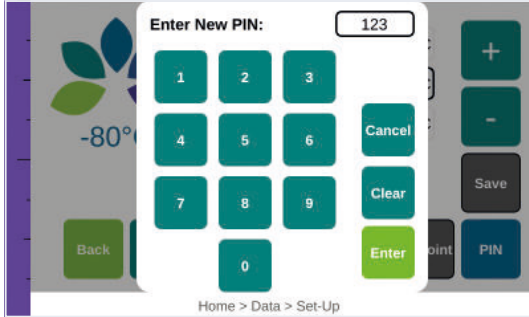 Enter New PIN: 123
+
1 2 3
-80°
4 5 6 Cancel
-
7 8 9 Clear Save
Back 0 Enter oint PIN
Home > Data > Set-Up